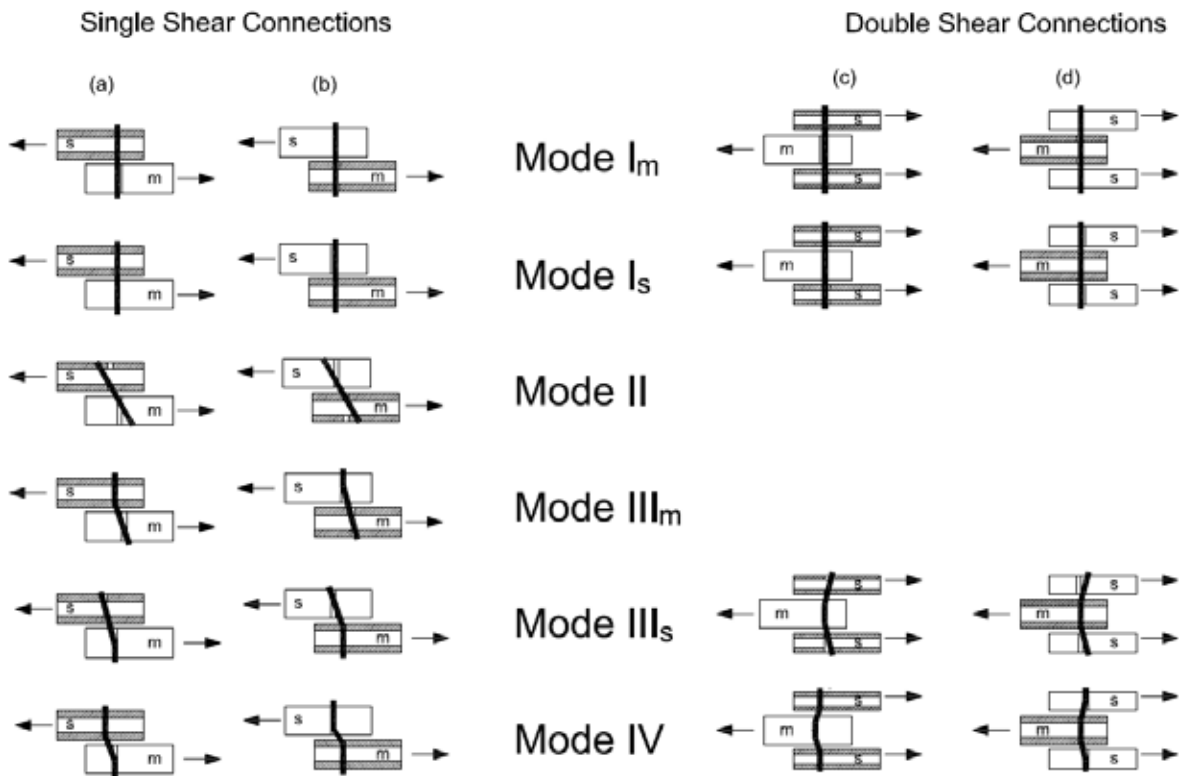 Single Shear Connections
Double Shear Connections
(a) (b) (c) (d)
s s s s
m m Mode Im m m
s s
s s s s
m m Mode Is m m
s s
s s
m m Mode II
s s
m m Mode IIIm
s s s s
m m Mode IIIs m m
s s
s s s s
m m Mode IV m m
s s